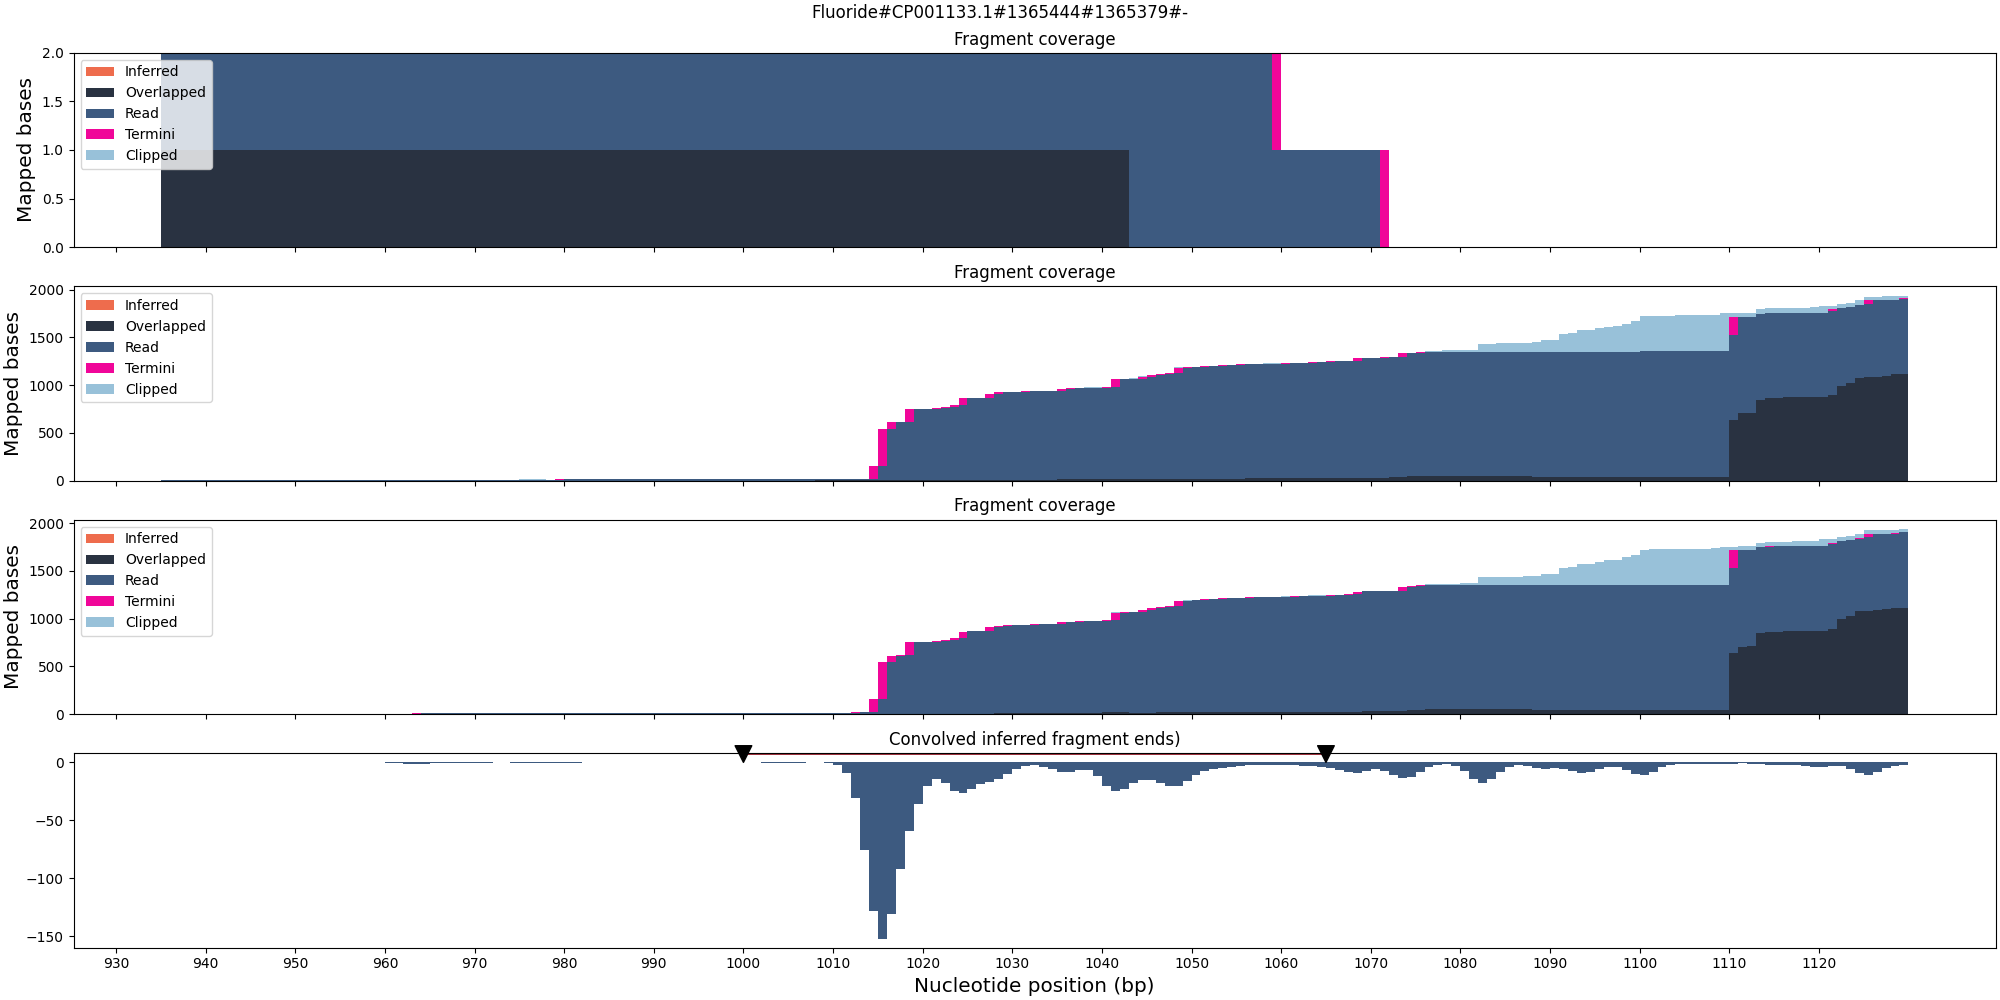 Fluoride#CP001133.1#1365444#1365379#-
Fragment coverage
Mapped bases
2.0
1.5
1.0
0.5
0.0
Inferred
Overlapped
Read
Termini
Clipped
Fragment coverage
Mapped bases
2000
1500
1000
500
0
Inferred
Overlapped
Read
Termini
Clipped
Fragment coverage
Mapped bases
2000
1500
1000
500
0
Inferred
Overlapped
Read
Termini
Clipped
Convolved inferred fragment ends)
0
−50
−100
−150
930 940 950 960 970 980 990 1000 1010 1020 1030 1040 1050 1060 1070 1080 1090 1100 1110 1120
Nucleotide position (bp)